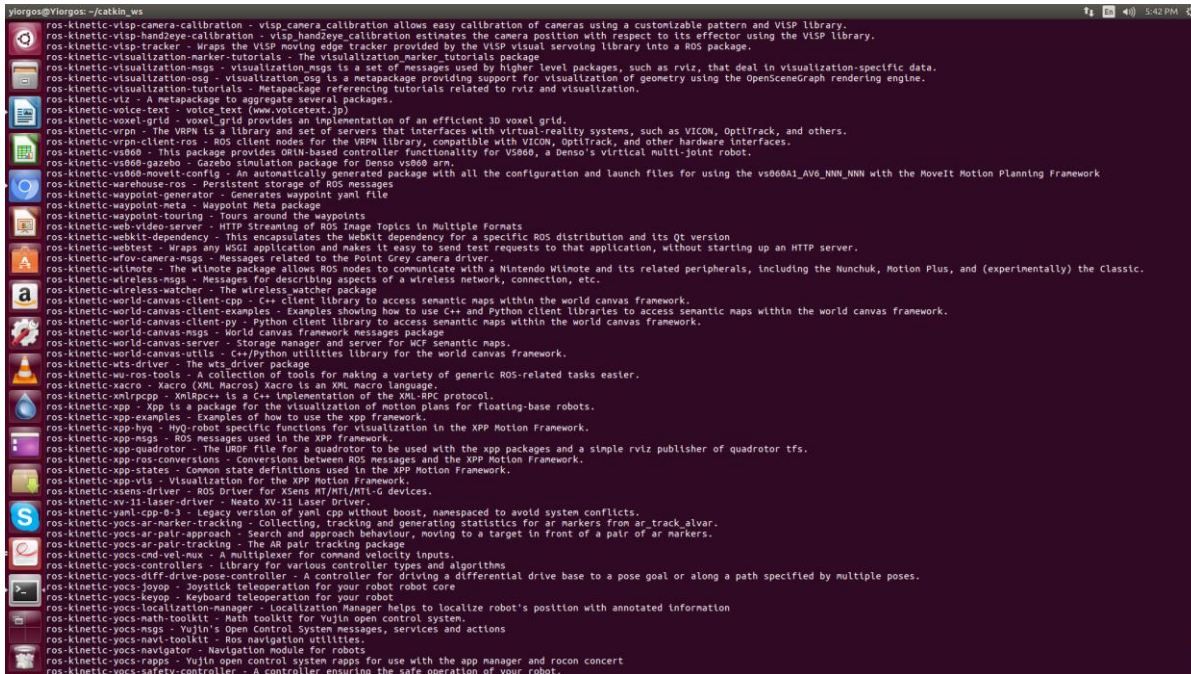 yiorgos@Yiorgos: ~/catkin_ws
En 5:42 PM
ros-kinetic-visp-camera-calibration - visp_camera_calibration allows easy calibration of cameras using a customizable pattern and ViSP library.
ros-kinetic-visp-hand2eye-calibration - visp_hand2eye_calibration estimates the camera position with respect to its effector using the ViSP library.
ros-kinetic-visp-tracker - Wraps the ViSP moving edge tracker provided by the ViSP visual servoing library into a ROS package.
ros-kinetic-visualization-marker-tutorials - The visulalization_marker_tutorials package
ros-kinetic-visualization-msgs - visualization_msgs is a set of messages used by higher level packages, such as rviz, that deal in visualization-specific data.
ros-kinetic-visualization-osg - visualization_osg is a metapackage providing support for visualization of geometry using the OpenSceneGraph rendering engine.
ros-kinetic-visualization-tutorials - Metapackage referencing tutorials related to rviz and visualization.
ros-kinetic-viz - A metapackage to aggregate several packages.
ros-kinetic-voice-text - voice_text (www.voicetext.jp)
ros-kinetic-voxel-grid - voxel_grid provides an implementation of an efficient 3D voxel grid.
ros-kinetic-vrpn - The VRPN is a library and set of servers that interfaces with virtual-reality systems, such as VICON, OptiTrack, and others.
ros-kinetic-vrpn-client-ros - ROS client nodes for the VRPN library, compatible with VICON, OptiTrack, and other hardware interfaces.
ros-kinetic-vs060 - This package provides ORiN-based controller functionality for VS060, a Denso's virtical multi-joint robot.
ros-kinetic-vs060-gazebo - Gazebo simulation package for Denso vs060 arm.
ros-kinetic-vs060-moveit-config - An automatically generated package with all the configuration and launch files for using the vs060A1_AV6_NNN_NNN with the MoveIt Motion Planning Framework
ros-kinetic-warehouse-ros - Persistent storage of ROS messages
ros-kinetic-waypoint-generator - Generates waypoint yaml file
ros-kinetic-waypoint-meta - Waypoint Meta package
ros-kinetic-waypoint-touring - Tours around the waypoints
ros-kinetic-web-video-server - HTTP Streaming of ROS Image Topics in Multiple Formats
ros-kinetic-webkit-dependency - This encapsulates the WebKit dependency for a specific ROS distribution and its Qt version
ros-kinetic-webtest - Wraps any WSGI application and makes it easy to send test requests to that application, without starting up an HTTP server.
ros-kinetic-wfov-camera-msgs - Messages related to the Point Grey camera driver.
ros-kinetic-wiimote - The wiimote package allows ROS nodes to communicate with a Nintendo Wiimote and its related peripherals, including the Nunchuk, Motion Plus, and (experimentally) the Classic.
ros-kinetic-wireless-msgs - Messages for describing aspects of a wireless network, connection, etc.
ros-kinetic-wireless-watcher - The wireless_watcher package
ros-kinetic-world-canvas-client-cpp - C++ client library to access semantic maps within the world canvas framework.
ros-kinetic-world-canvas-client-examples - Examples showing how to use C++ and Python client libraries to access semantic maps within the world canvas framework.
ros-kinetic-world-canvas-client-py - Python client library to access semantic maps within the world canvas framework.
ros-kinetic-world-canvas-msgs - World canvas framework messages package
ros-kinetic-world-canvas-server - Storage manager and server for WCF semantic maps.
ros-kinetic-world-canvas-utils - C++/Python utilities library for the world canvas framework.
ros-kinetic-wts-driver - The wts_driver package
ros-kinetic-wu-ros-tools - A collection of tools for making a variety of generic ROS-related tasks easier.
ros-kinetic-xacro - Xacro (XML Macros) Xacro is an XML macro language.
ros-kinetic-xmlrpcpp - XmlRpc++ is a C++ implementation of the XML-RPC protocol.
ros-kinetic-xpp - Xpp is a package for the visualization of motion plans for floating-base robots.
ros-kinetic-xpp-examples - Examples of how to use the xpp framework.
ros-kinetic-xpp-hyq - HyQ-robot specific functions for visualization in the XPP Motion Framework.
ros-kinetic-xpp-msgs - ROS messages used in the XPP framework.
ros-kinetic-xpp-quadrotor - The URDF file for a quadrotor to be used with the xpp packages and a simple rviz publisher of quadrotor tfs.
ros-kinetic-xpp-ros-conversions - Conversions between ROS messages and the XPP Motion Framework.
ros-kinetic-xpp-states - Common state definitions used in the XPP Motion Framework.
ros-kinetic-xpp-vis - Visualization for the XPP Motion Framework.
ros-kinetic-xsens-driver - ROS Driver for XSens MT/MTi/MTi-G devices.
ros-kinetic-xv-11-laser-driver - Neato XV-11 Laser Driver.
ros-kinetic-yaml-cpp-0-3 - Legacy version of yaml cpp without boost, namespaced to avoid system conflicts.
ros-kinetic-yocs-ar-marker-tracking - Collecting, tracking and generating statistics for ar markers from ar_track_alvar.
ros-kinetic-yocs-ar-pair-approach - Search and approach behaviour, moving to a target in front of a pair of ar markers.
ros-kinetic-yocs-ar-pair-tracking - The AR pair tracking package
ros-kinetic-yocs-cmd-vel-mux - A multiplexer for command velocity inputs.
ros-kinetic-yocs-controllers - Library for various controller types and algorithms
ros-kinetic-yocs-diff-drive-pose-controller - A controller for driving a differential drive base to a pose goal or along a path specified by multiple poses.
ros-kinetic-yocs-joyop - Joystick teleoperation for your robot robot core
ros-kinetic-yocs-keyop - Keyboard teleoperation for your robot
ros-kinetic-yocs-localization-manager - Localization Manager helps to localize robot's position with annotated information
ros-kinetic-yocs-math-toolkit - Math toolkit for Yujin open control system.
ros-kinetic-yocs-msgs - Yujin's Open Control System messages, services and actions
ros-kinetic-yocs-navi-toolkit - Ros navigation utilities.
ros-kinetic-yocs-navigator - Navigation module for robots
ros-kinetic-yocs-rapps - Yujin open control system rapps for use with the app manager and rocon concert
ros-kinetic-yocs-safety-controller - A controller ensuring the safe operation of your robot.